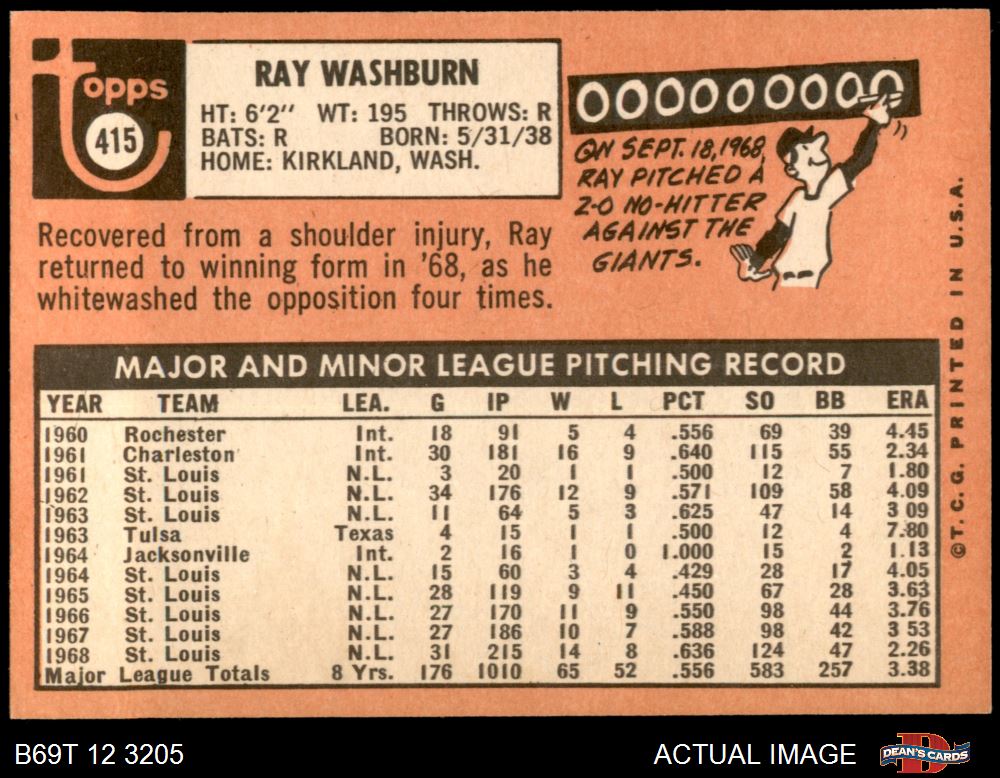 topps
415
RAY WASHBURN
HT: 6'2" WT: 195 THROWS: R
BATS: R BORN: 5/31/38
HOME: KIRKLAND, WASH.
000000000
ON SEPT. 18, 1968,
RAY PITCHED A
2-0 NO-HITTER
AGAINST THE
GIANTS.
Recovered from a shoulder injury, Ray
returned to winning form in '68, as he
whitewashed the opposition four times.
MAJOR AND MINOR LEAGUE PITCHING RECORD
YEAR TEAM LEA. G IP W L PCT SO BB ERA
1960 Rochester Int. 18 91 5 4 .556 69 39 4.45
1961 Charleston Int. 30 181 16 9 .640 115 55 2.34
1961 St. Louis N.L. 3 20 1 1 .500 12 7 1.80
1962 St. Louis N.L. 34 176 12 9 .571 109 58 4.09
1963 St. Louis N.L. 11 64 5 3 .625 47 14 3 09
1963 Tulsa Texas 4 15 1 1 .500 12 4 7.80
1964 Jacksonville Int. 2 16 1 0 1.000 15 2 1.13
1964 St. Louis N.L. 15 60 3 4 .429 28 17 4.05
1965 St. Louis N.L. 28 119 9 11 .450 67 28 3.63
1966 St. Louis N.L. 27 170 11 9 .550 98 44 3.76
1967 St. Louis N.L. 27 186 10 7 .588 98 42 3 53
1968 St. Louis N.L. 31 215 14 8 .636 124 47 2.26
Major League Totals 8 Yrs. 176 1010 65 52 .556 583 257 3.38
©T. C. G. PRINTED IN U.S.A.
B69T 12 3205
ACTUAL IMAGE
DEAN'S CARDS